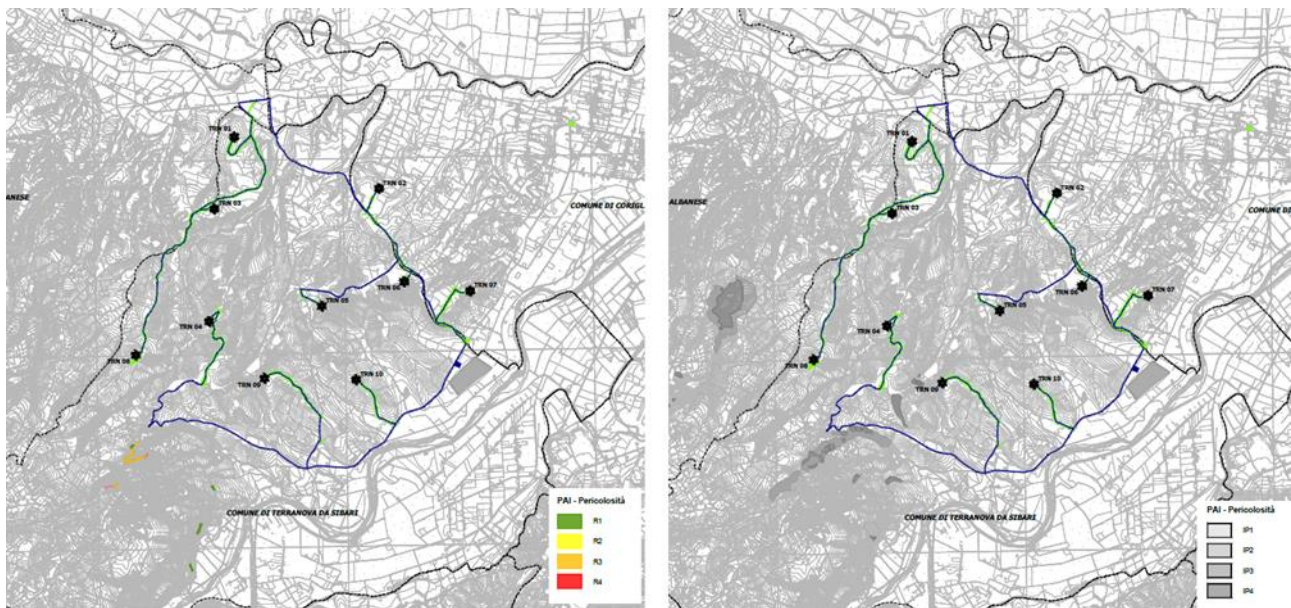 TRN 01
TRN 02
TRN 03
TRN 05
TRN 06
TRN 07
TRN 04
TRN 08
TRN 09
TRN 10
BANESE
COMUNE DI CORIGL
COMUNE DI TERRANOVA DA SIBARI
PAI - Pericolosità
R1
R2
R3
R4
TRN 01
TRN 02
TRN 03
TRN 05
TRN 06
TRN 07
TRN 04
TRN 08
TRN 09
TRN 10
ALBANESE
COMUNE DI
COMUNE DI TERRANOVA DA SIBARI
PAI - Pericolosità
IP1
IP2
IP3
IP4